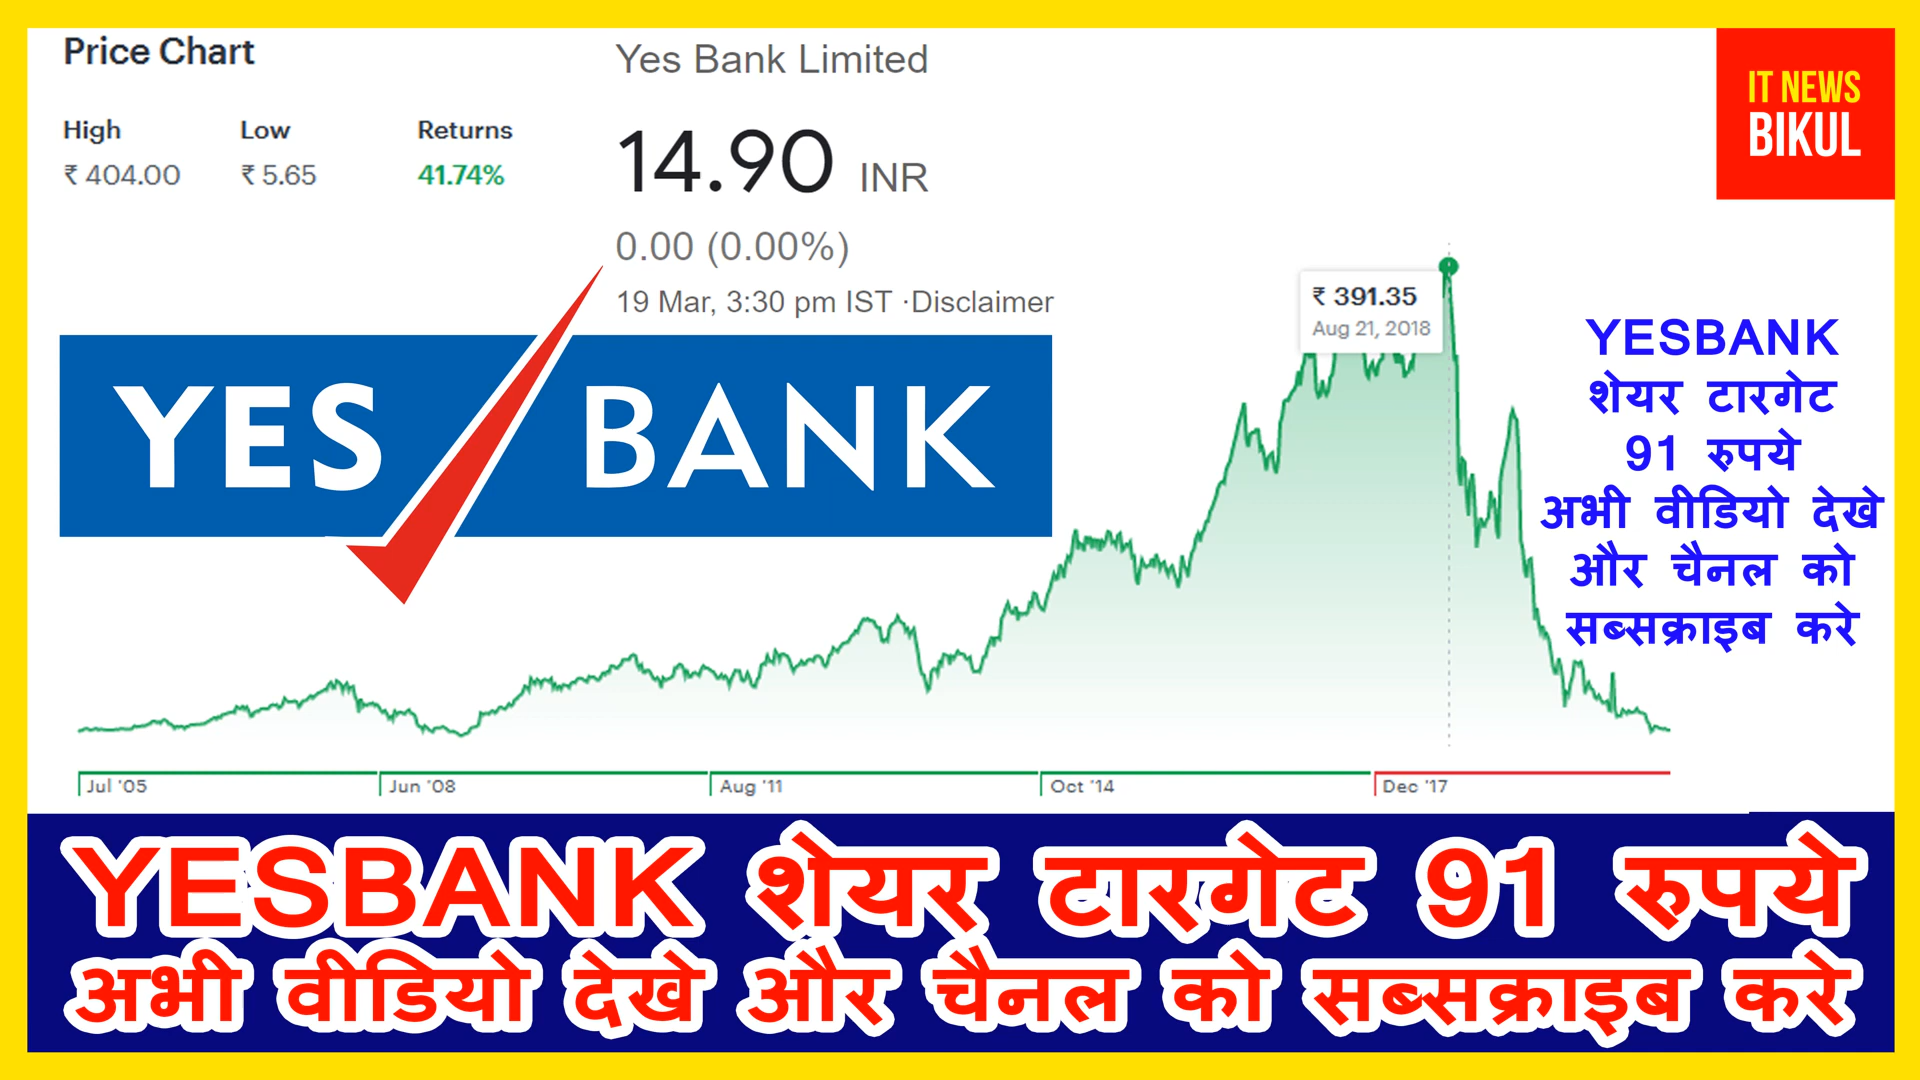 Price Chart
High Low Returns
₹ 404.00 ₹ 5.65 41.74%
Yes Bank Limited
14.90 INR
0.00 (0.00%)
19 Mar, 3:30 pm IST ·Disclaimer
IT NEWS
BIKUL
YES BANK
₹ 391.35
Aug 21, 2018
YESBANK
शेयर टारगेट
91 रुपये
अभी वीडियो देखे
और चैनल को
सब्सक्राइब करे
Jul '05 Jun '08 Aug '11 Oct '14 Dec '17
YESBANK शेयर टारगेट 91 रुपये
अभी वीडियो देखे और चैनल को सब्सक्राइब करे